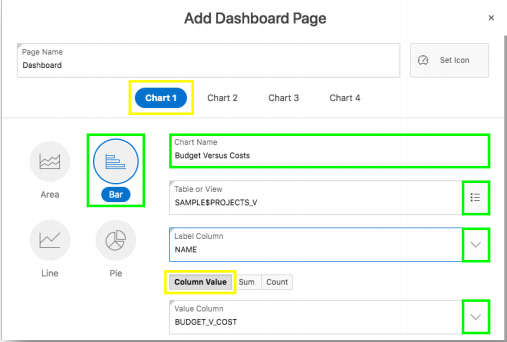 Add Dashboard Page
×
Page Name
Dashboard
Set Icon
Chart 1
Chart 2
Chart 3
Chart 4
Area
Bar
Line
Pie
Chart Name
Budget Versus Costs
Table or View
SAMPLE$PROJECTS_V
Label Column
NAME
Column Value
Sum
Count
Value Column
BUDGET_V_COST